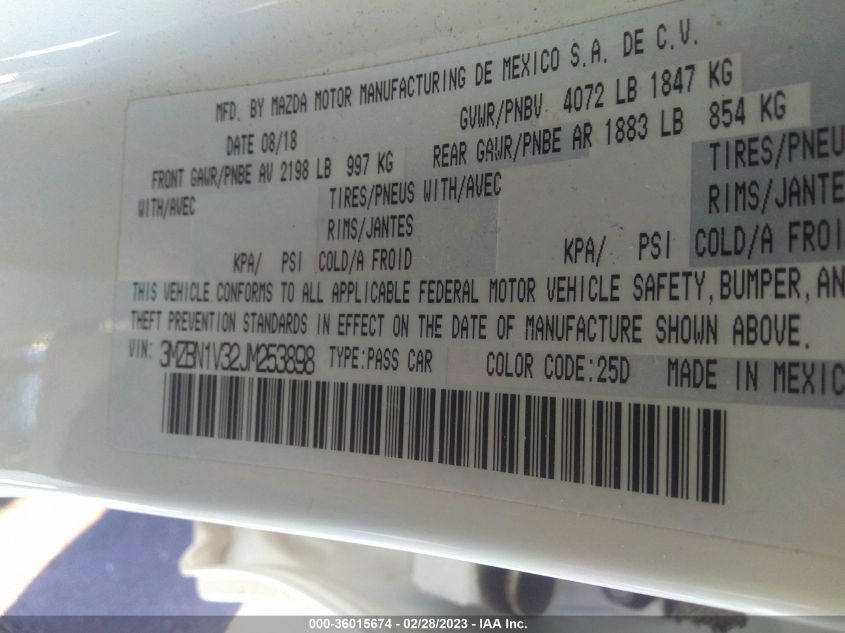 MFD. BY MAZDA MOTOR MANUFACTURING DE MEXICO S.A. DE C.V.
DATE 08/18 GVWR/PNBV 4072 LB 1847 KG
FRONT GAWR/PNBE AV 2198 LB 997 KG REAR GAWR/PNBE AR 1883 LB 854 KG
WITH/AVEC TIRES/PNEUS WITH/AVEC TIRES/PNEU
RIMS/JANTES RIMS/JANTE
KPA/ PSI COLD/A FROID KPA/ PSI COLD/A FROI
THIS VEHICLE CONFORMS TO ALL APPLICABLE FEDERAL MOTOR VEHICLE SAFETY, BUMPER, AN
THEFT PREVENTION STANDARDS IN EFFECT ON THE DATE OF MANUFACTURE SHOWN ABOVE.
VIN: 3MZBN1V32JM253898 TYPE:PASS CAR COLOR CODE:25D MADE IN MEXIC
000-36015674 - 02/28/2023 - IAA Inc.